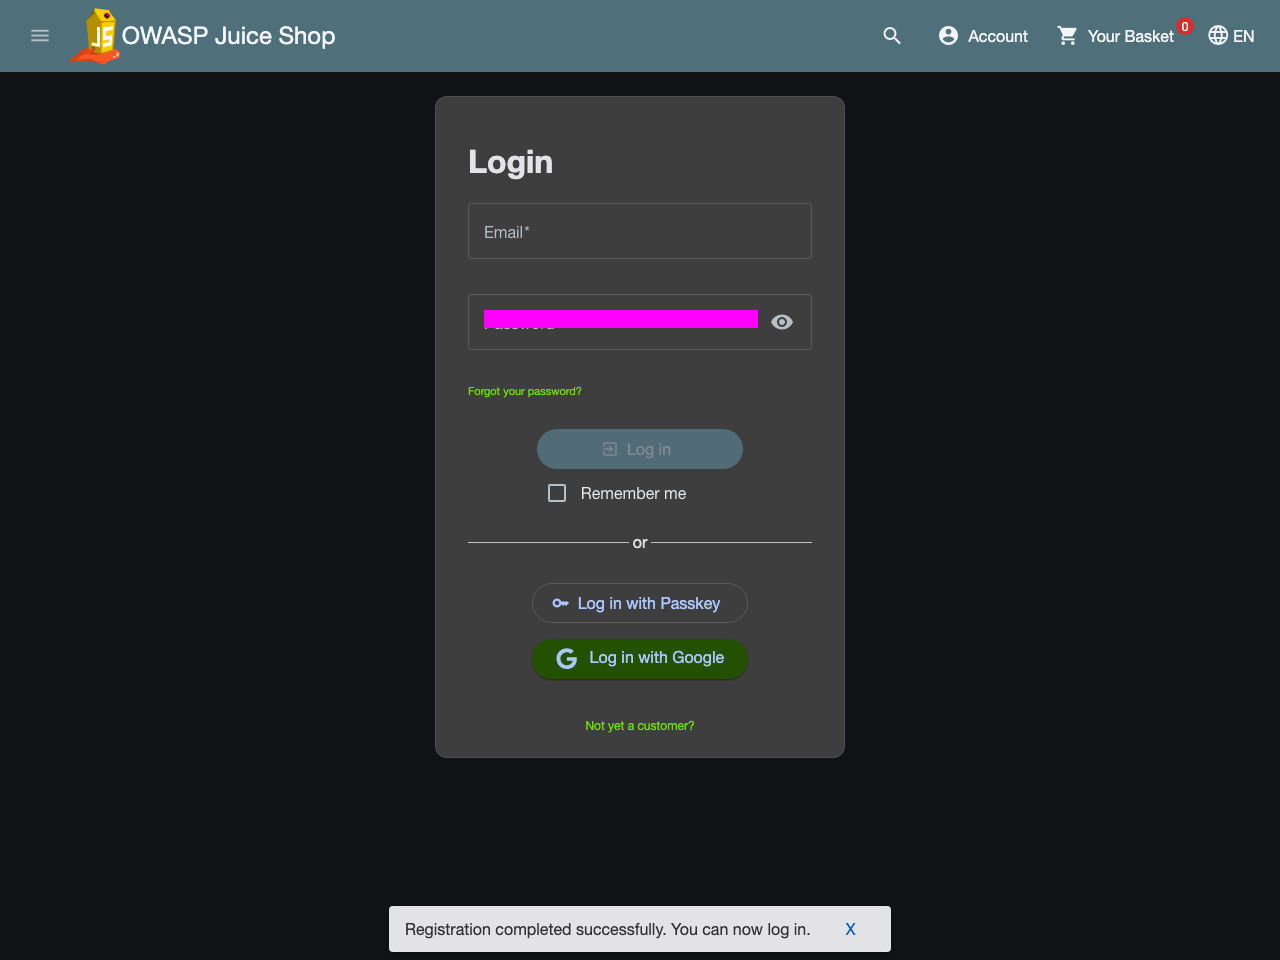 OWASP Juice Shop
Account
Your Basket
0
EN
Login
Email*
Forgot your password?
Log in
Remember me
or
Log in with Passkey
Log in with Google
Not yet a customer?
Registration completed successfully. You can now log in.
X